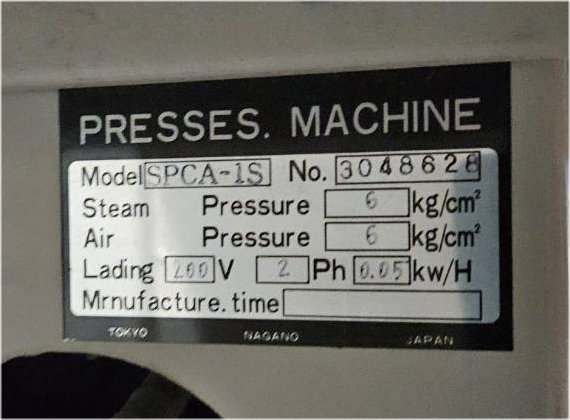 PRESSES. MACHINE
Model SPCA-1S No. 3048628
Steam Pressure 6 kg/cm²
Air Pressure 6 kg/cm²
Lading 200 V 2 Ph 0.05 kw/H
Mrnufacture. time
TOKYO NAGANO JAPAN